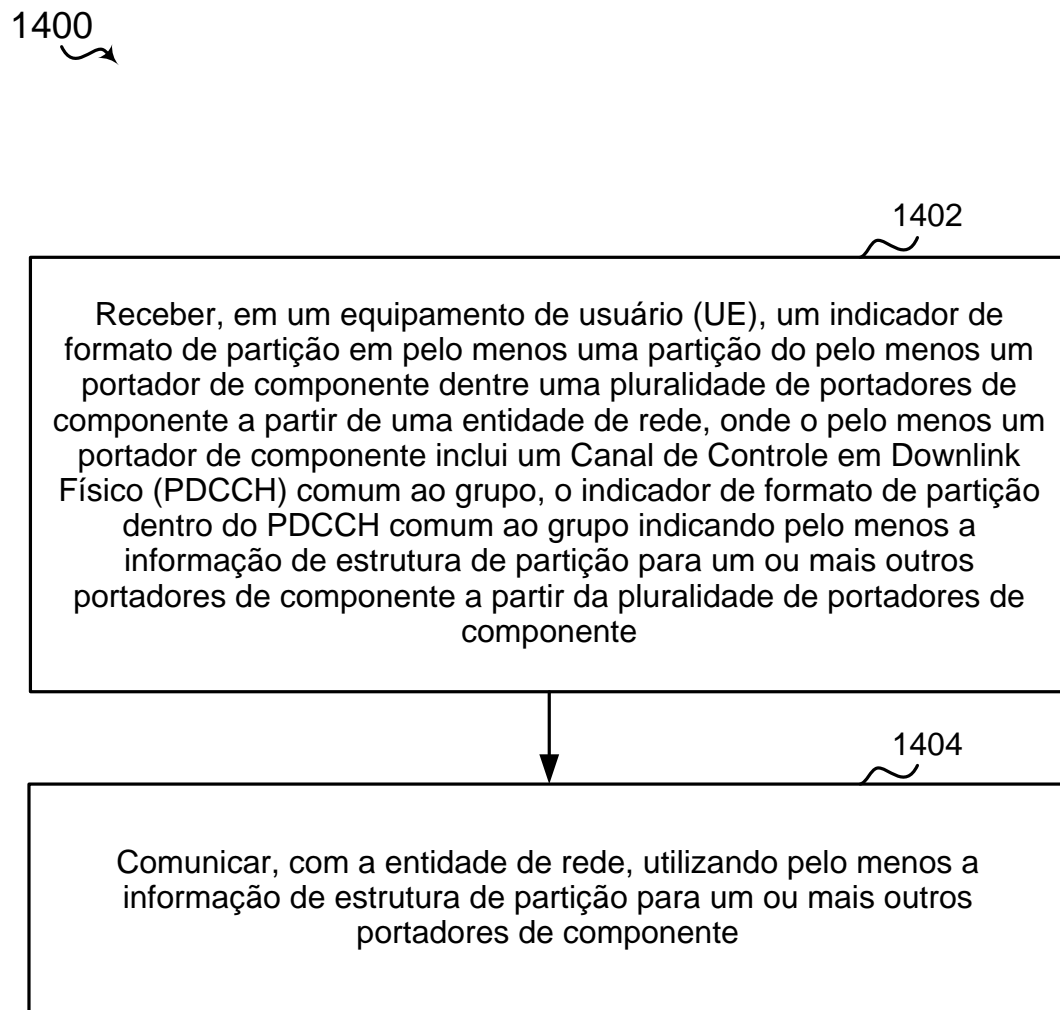 1400
1402
Receber, em um equipamento de usuário (UE), um indicador de
formato de partição em pelo menos uma partição do pelo menos um
portador de componente dentre uma pluralidade de portadores de
componente a partir de uma entidade de rede, onde o pelo menos um
portador de componente inclui um Canal de Controle em Downlink
Físico (PDCCH) comum ao grupo, o indicador de formato de partição
dentro do PDCCH comum ao grupo indicando pelo menos a
informação de estrutura de partição para um ou mais outros
portadores de componente a partir da pluralidade de portadores de
componente
1404
Comunicar, com a entidade de rede, utilizando pelo menos a
informação de estrutura de partição para um ou mais outros
portadores de componente